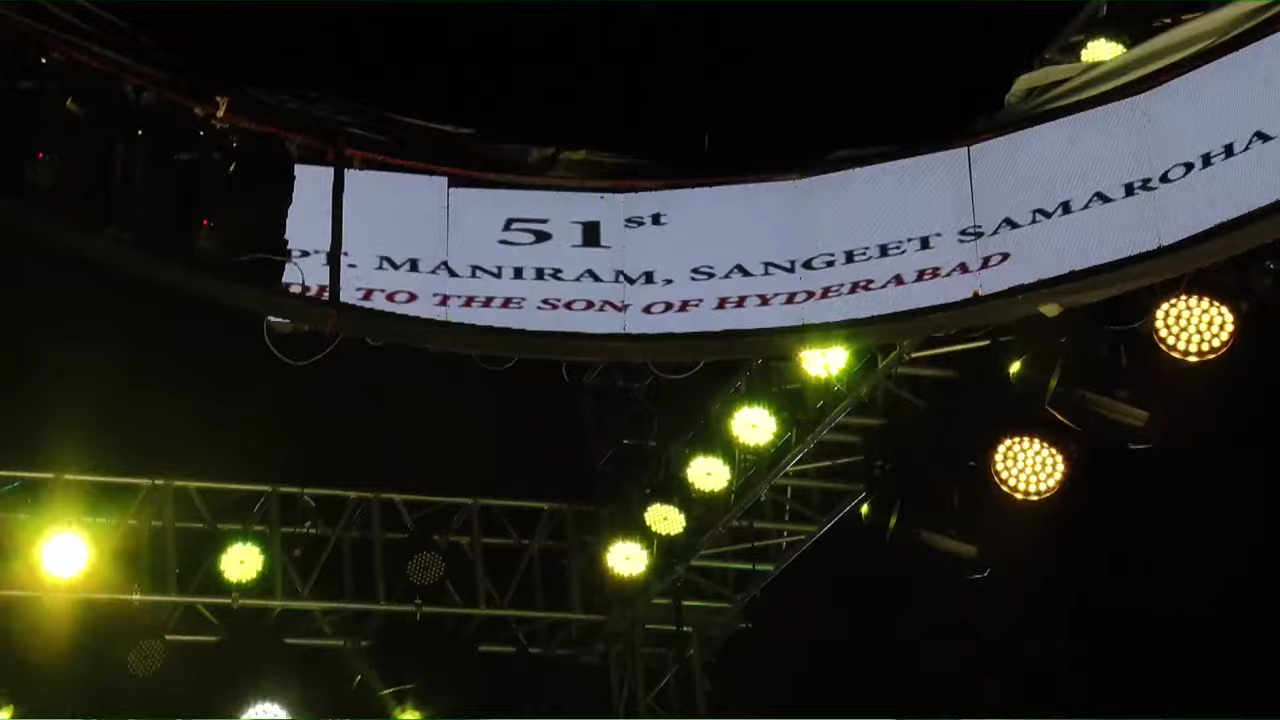 51st
PT. MANIRAM, SANGEET SAMAROHA
TO THE SON OF HYDERABAD